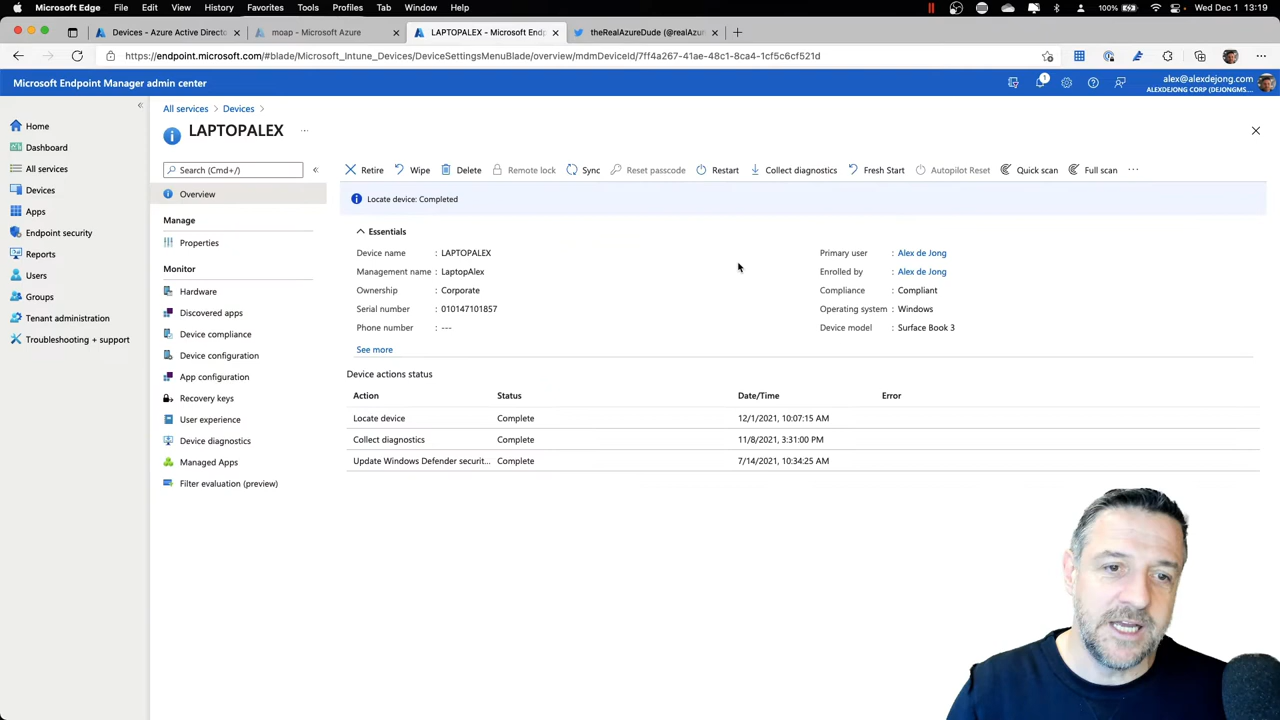 Microsoft Edge File Edit View History Favorites Tools Profiles Tab Window Help 100% Wed Dec 1 13:19
Devices - Azure Active Directo
moap - Microsoft Azure
LAPTOPALEX - Microsoft Endp
theRealAzureDude (@realAzure
https://endpoint.microsoft.com/#blade/Microsoft_Intune_Devices/DeviceSettingsMenuBlade/overview/mdmDeviceId/7ff4a267-41ae-48c1-8ca4-1cf5c6cf521d
Microsoft Endpoint Manager admin center
1
alex@alexdejong.com
ALEXDEJONG CORP (DEJONGMS...
Home
Dashboard
All services
Devices
Apps
Endpoint security
Reports
Users
Groups
Tenant administration
Troubleshooting + support
All services > Devices >
LAPTOPALEX ...
Search (Cmd+/)
Overview
Manage
Properties
Monitor
Hardware
Discovered apps
Device compliance
Device configuration
App configuration
Recovery keys
User experience
Device diagnostics
Managed Apps
Filter evaluation (preview)
Retire Wipe Delete Remote lock Sync Reset passcode Restart Collect diagnostics Fresh Start Autopilot Reset Quick scan Full scan ...
Locate device: Completed
Essentials
Device name : LAPTOPALEX
Management name : LaptopAlex
Ownership : Corporate
Serial number : 010147101857
Phone number : ---
See more
Primary user : Alex de Jong
Enrolled by : Alex de Jong
Compliance : Compliant
Operating system : Windows
Device model : Surface Book 3
Device actions status
Action Status Date/Time Error
Locate device Complete 12/1/2021, 10:07:15 AM
Collect diagnostics Complete 11/8/2021, 3:31:00 PM
Update Windows Defender securit... Complete 7/14/2021, 10:34:25 AM